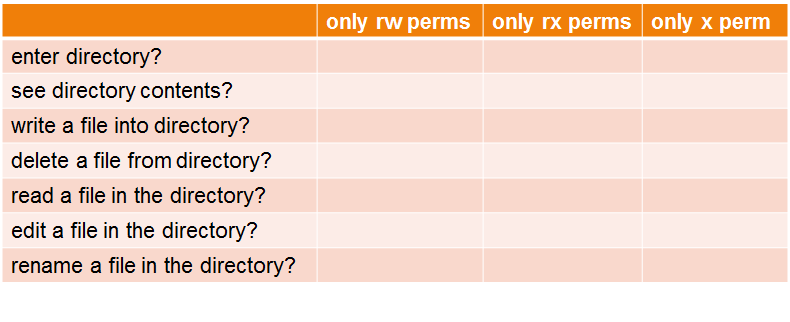 only rw perms only rx perms only x perm
enter directory?
see directory contents?
write a file into directory?
delete a file from directory?
read a file in the directory?
edit a file in the directory?
rename a file in the directory?